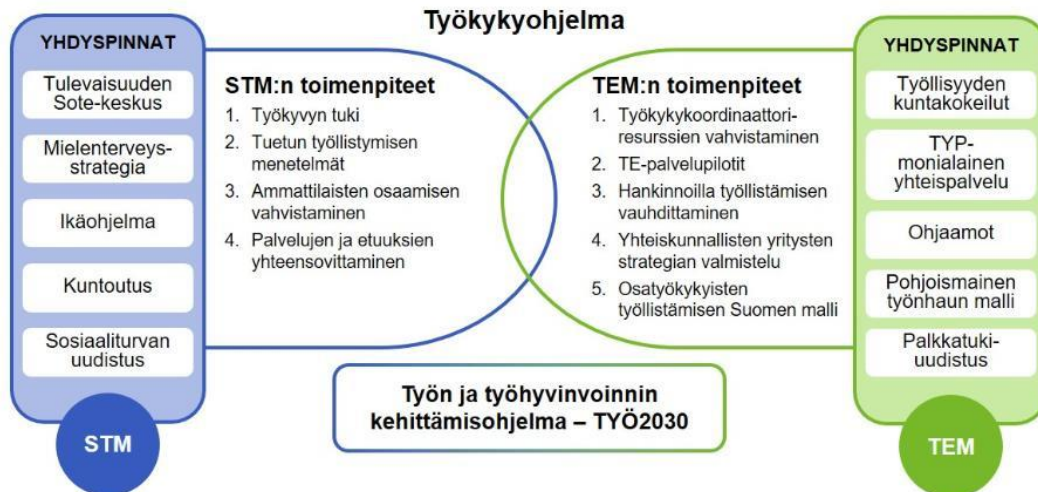 Työkykyohjelma
YHDYSPINNAT
Tulevaisuuden
Sote-keskus
Mielenterveys-
strategia
Ikäohjelma
Kuntoutus
Sosiaaliturvan
uudistus
STM
STM:n toimenpiteet
1. Työkyvyn tuki
2. Tuetun työllistymisen
menetelmät
3. Ammattilaisten osaamisen
vahvistaminen
4. Palvelujen ja etuuksien
yhteensovittaminen
TEM:n toimenpiteet
1. Työkykykoordinaattori-
resurssien vahvistaminen
2. TE-palvelupilotit
3. Hankinnoilla työllistämisen
vauhdittaminen
4. Yhteiskunnallisten yritysten
strategian valmistelu
5. Osatyökykyisten
työllistämisen Suomen malli
YHDYSPINNAT
Työllisyyden
kuntakokeilut
TYP-
monialainen
yhteispalvelu
Ohjaamot
Pohjoismainen
työnhaun malli
Palkkatuki-
uudistus
TEM
Työn ja työhyvinvoinnin
kehittämisohjelma – TYÖ2030